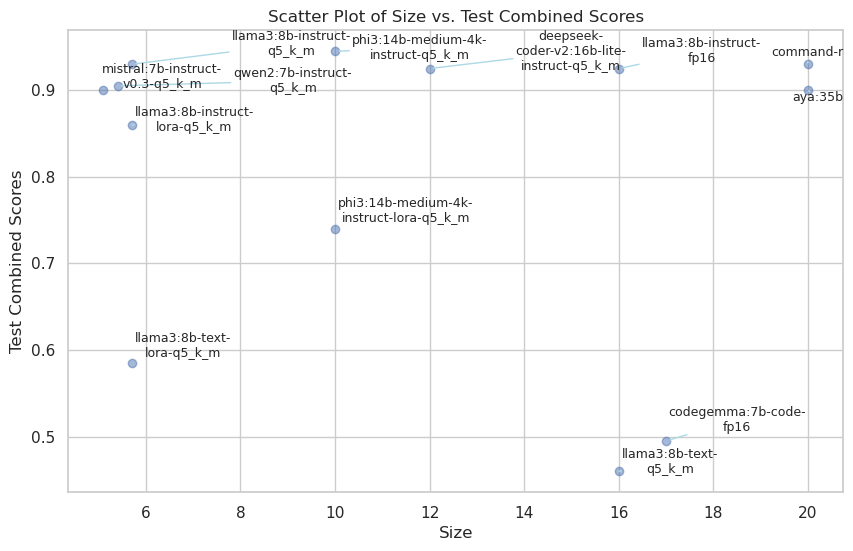 Scatter Plot of Size vs. Test Combined Scores
llama3:8b-instruct-
q5_k_m
phi3:14b-medium-4k-
instruct-q5_k_m
deepseek-
coder-v2:16b-lite-
instruct-q5_k_m
llama3:8b-instruct-
fp16
command-r
mistral:7b-instruct-
v0.3-q5_k_m
qwen2:7b-instruct-
q5_k_m
aya:35b
llama3:8b-instruct-
lora-q5_k_m
phi3:14b-medium-4k-
instruct-lora-q5_k_m
llama3:8b-text-
lora-q5_k_m
codegemma:7b-code-
fp16
llama3:8b-text-
q5_k_m
0.9
0.8
0.7
0.6
0.5
Test Combined Scores
6 8 10 12 14 16 18 20
Size